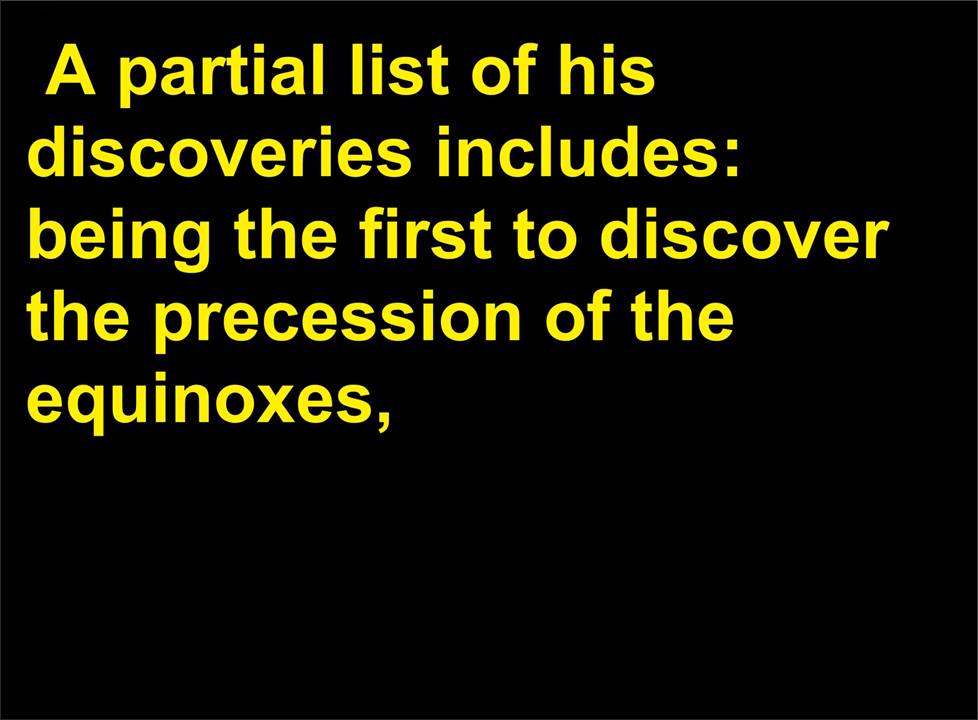 A partial list of his
discoveries includes:
being the first to discover
the precession of the
equinoxes,